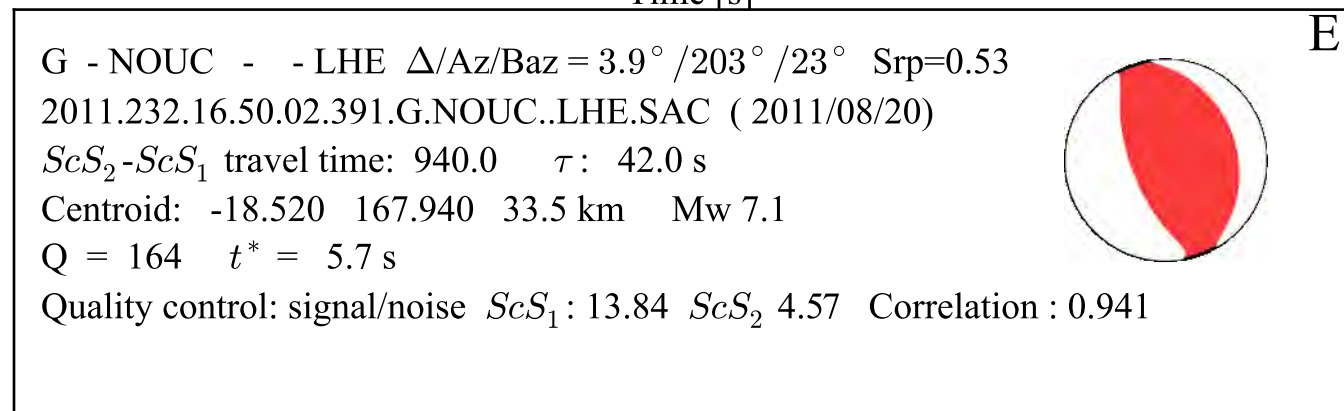 Time [s]
E
G - NOUC - - LHE Δ/Az/Baz = 3.9° /203° /23° Srp=0.53
2011.232.16.50.02.391.G.NOUC..LHE.SAC ( 2011/08/20)
ScS₂-ScS₁ travel time: 940.0 τ : 42.0 s
Centroid: -18.520 167.940 33.5 km Mw 7.1
Q = 164 t* = 5.7 s
Quality control: signal/noise ScS₁: 13.84 ScS₂ 4.57 Correlation : 0.941